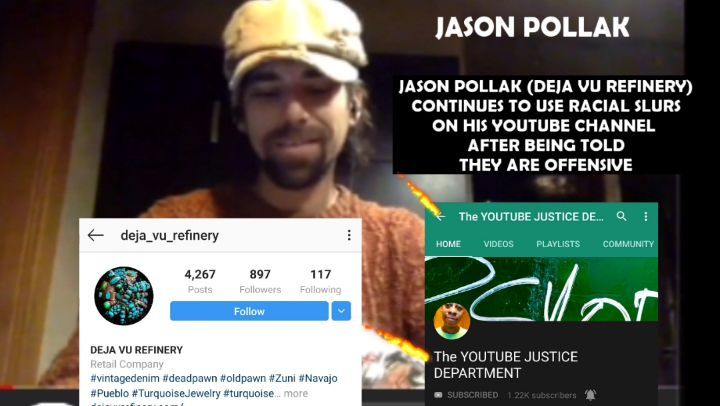 JASON POLLAK
JASON POLLAK (DEJA VU REFINERY)
CONTINUES TO USE RACIAL SLURS
ON HIS YOUTUBE CHANNEL
AFTER BEING TOLD
THEY ARE OFFENSIVE
deja_vu_refinery
4,267 897 117
Posts Followers Following
Follow
DEJA VU REFINERY
Retail Company
#vintagedenim #deadpawn #oldpawn #Zuni #Navajo
#Pueblo #TurquoiseJewelry #turquoise... more
The YOUTUBE JUSTICE DE...
HOME VIDEOS PLAYLISTS COMMUNITY
The YOUTUBE JUSTICE
DEPARTMENT
SUBSCRIBED 1.22K subscribers